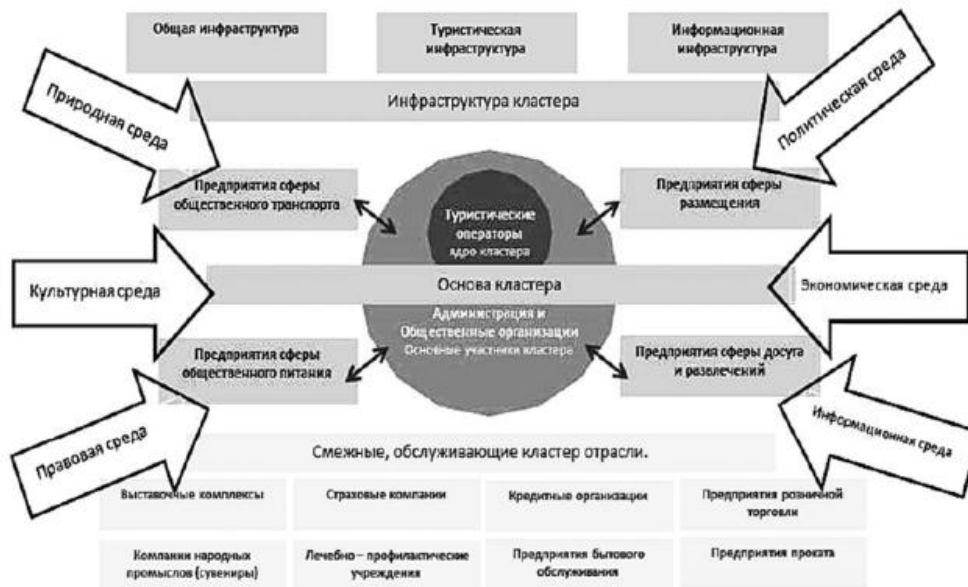 Общая инфраструктура
Туристическая
инфраструктура
Информационная
инфраструктура
Инфраструктура кластера
Природная среда
Политическая среда
Предприятия сферы
общественного транспорта
Предприятия сферы
размещения
Туристические
операторы
ядро кластера
Культурная среда
Основа кластера
Экономическая среда
Администрация и
Общественные организации
Основные участники кластера
Предприятия сферы
общественного питания
Предприятия сферы досуга
и развлечений
Правовая среда
Информационная среда
Смежные, обслуживающие кластер отрасли.
Выставочные комплексы
Страховые компании
Кредитные организации
Предприятия розничной
торговли
Компании народных
промыслов (сувениры)
Лечебно – профилактические
учреждения
Предприятия бытового
обслуживания
Предприятия проката